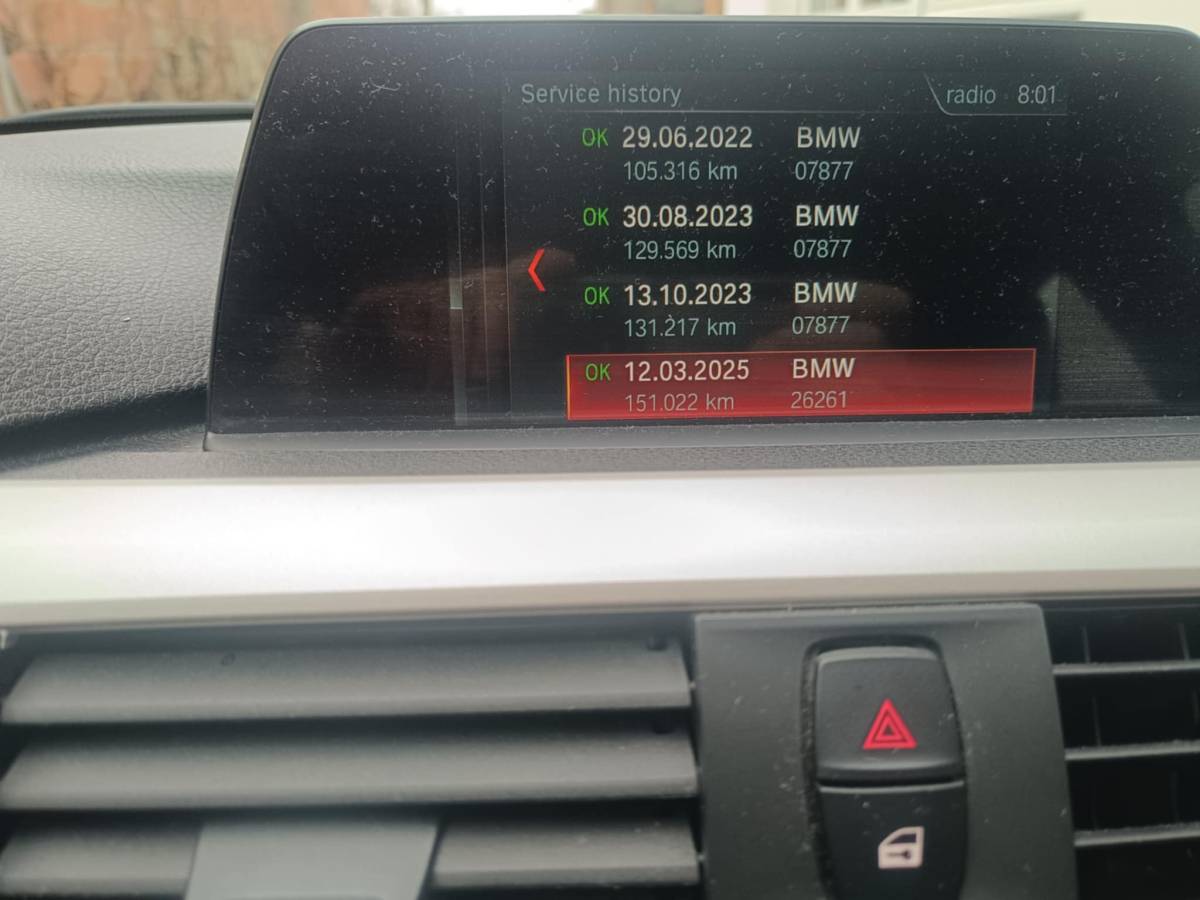 Service history radio 8:01
OK 29.06.2022 BMW
105.316 km 07877
OK 30.08.2023 BMW
129.569 km 07877
OK 13.10.2023 BMW
131.217 km 07877
OK 12.03.2025 BMW
151.022 km 26261